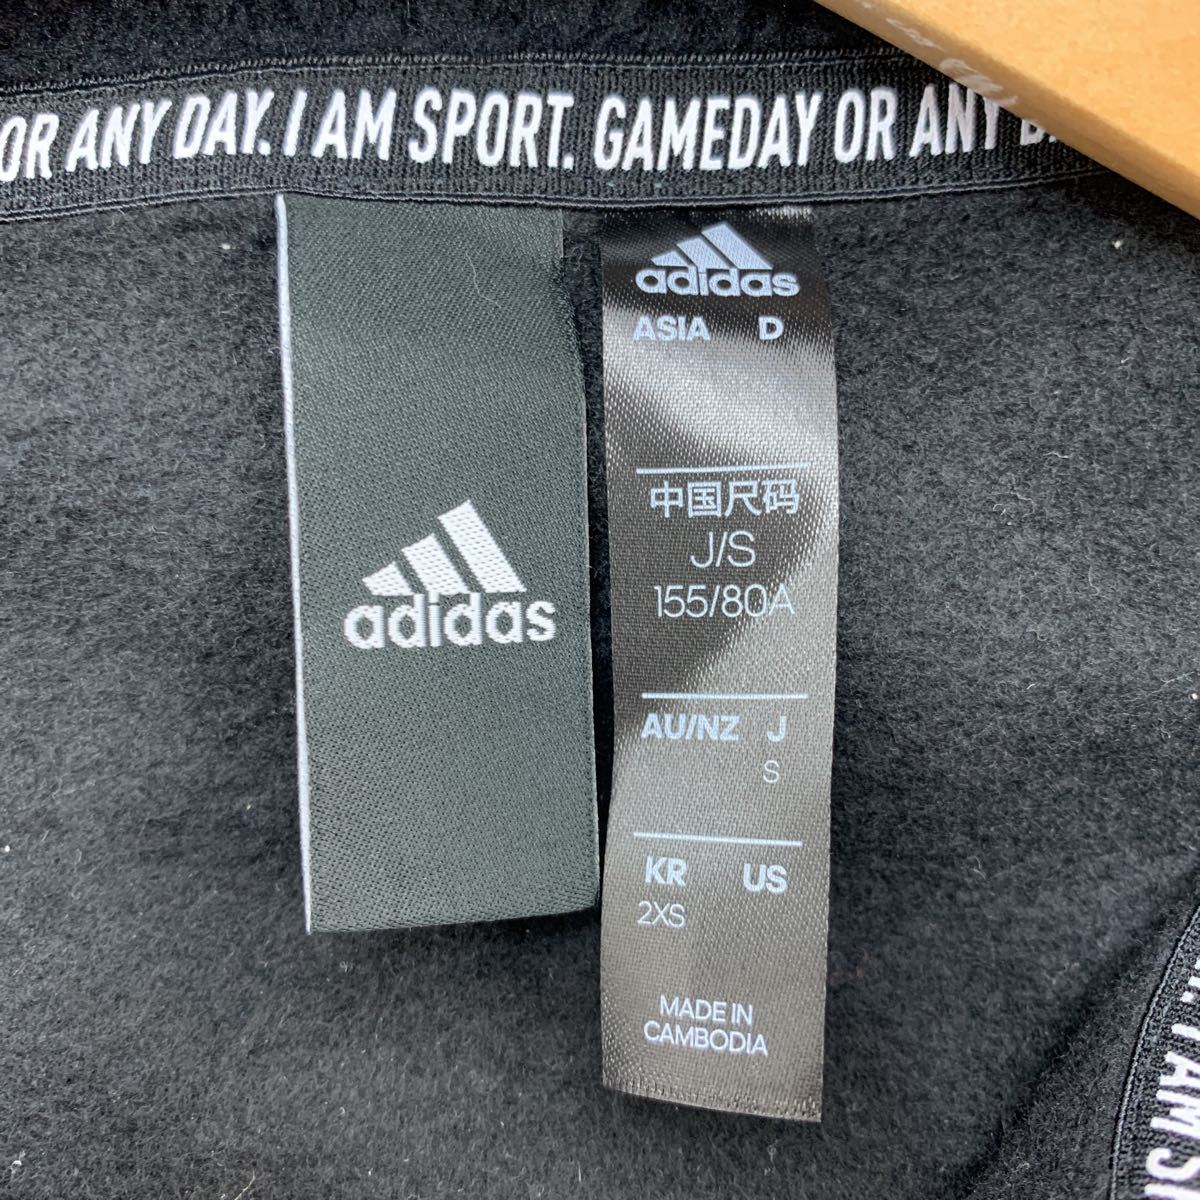 OR ANY DAY. I AM SPORT. GAMEDAY OR ANY
adidas
adidas
ASIA D
中国尺码
J/S
155/80A
AU/NZ J
S
KR US
2XS
MADE IN
CAMBODIA
I AM